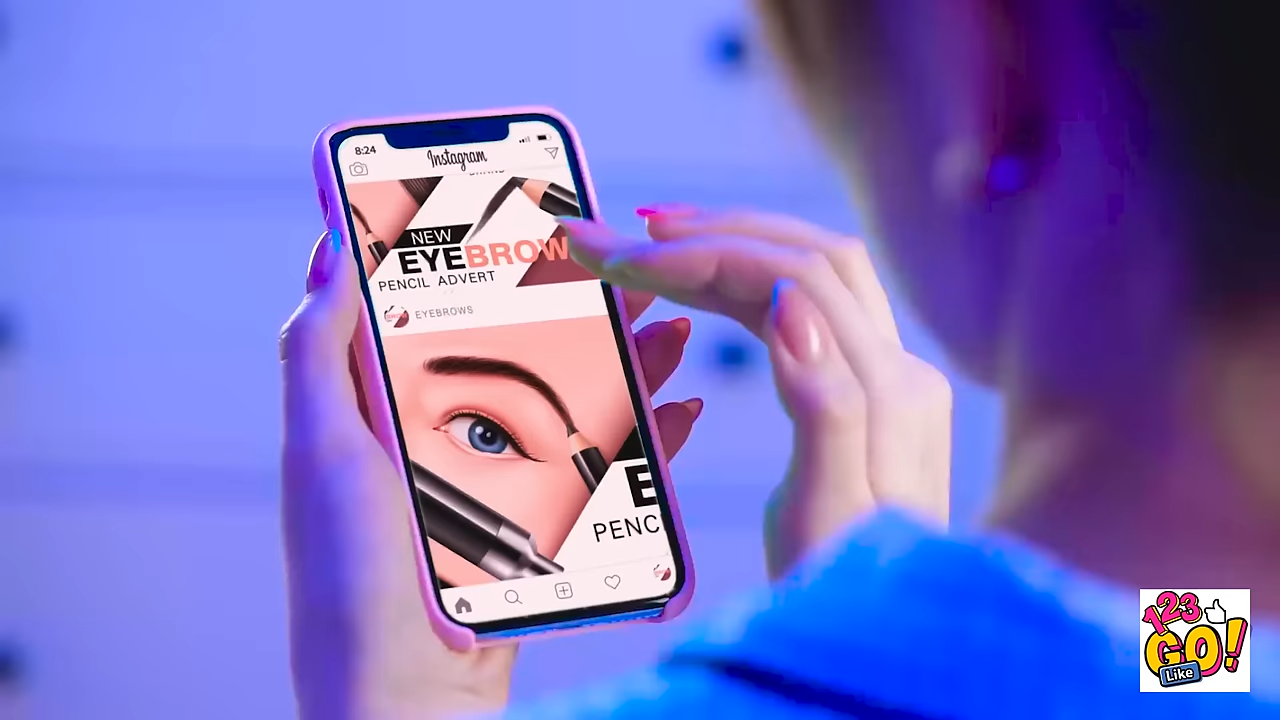 8:24
Instagram
NEW
EYEBROW
PENCIL ADVERT
EYEBROWS
E
PENC
123
GO!
Like